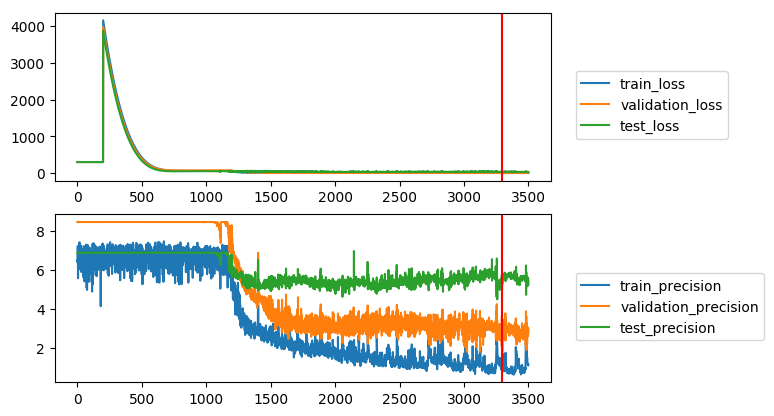 4000
3000
2000
1000
0
0 500 1000 1500 2000 2500 3000 3500
train_loss
validation_loss
test_loss
8
6
4
2
0 500 1000 1500 2000 2500 3000 3500
train_precision
validation_precision
test_precision